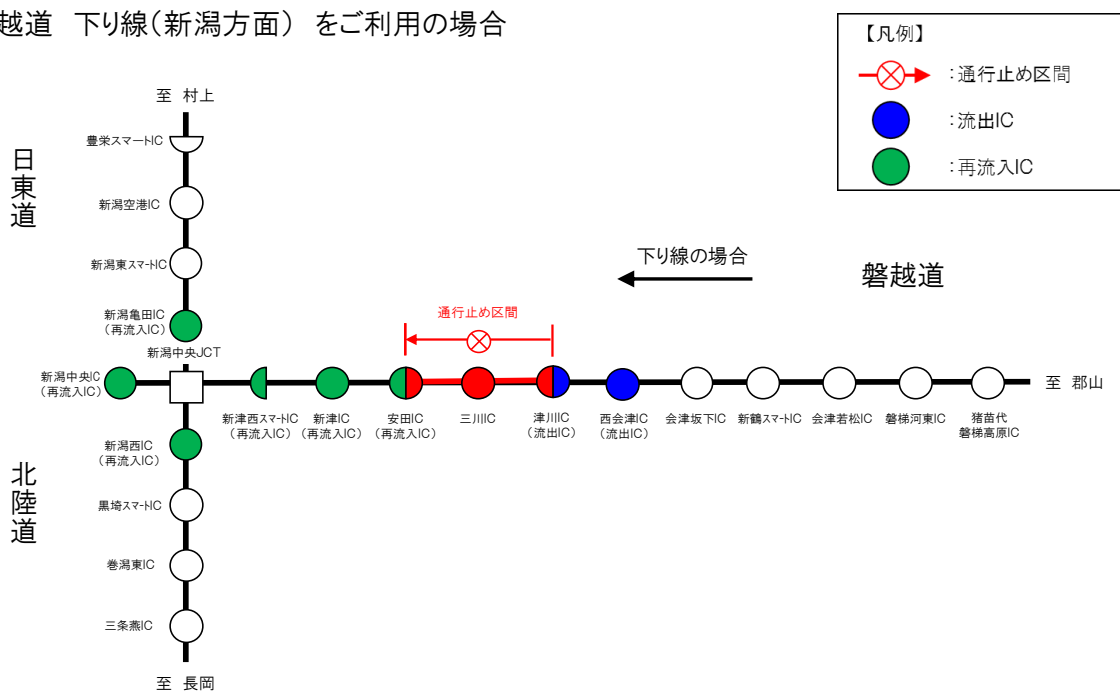 越道 下り線(新潟方面) をご利用の場合
【凡例】
:通行止め区間
:流出IC
:再流入IC
至 村上
豊栄スマートIC
日東道
新潟空港IC
新潟東スマートIC
下り線の場合
磐越道
新潟亀田IC
(再流入IC)
通行止め区間
新潟中央JCT
新潟中央IC
(再流入IC)
至 郡山
新津西スマートIC
(再流入IC)
新津IC
(再流入IC)
安田IC
(再流入IC)
三川IC
津川IC
(流出IC)
西会津IC
(流出IC)
会津坂下IC
新鶴スマートIC
会津若松IC
磐梯河東IC
猪苗代
磐梯高原IC
新潟西IC
(再流入IC)
北陸道
黒埼スマートIC
巻潟東IC
三条燕IC
至 長岡